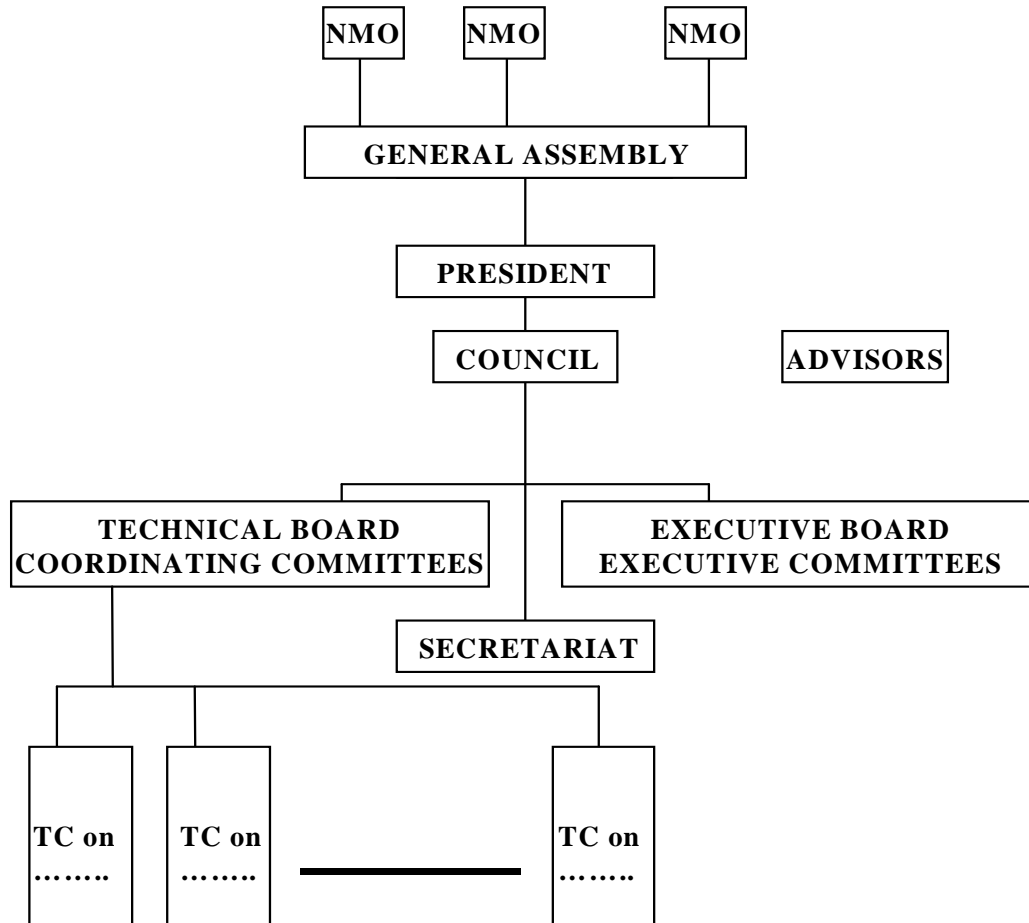 NMO NMO NMO
GENERAL ASSEMBLY
PRESIDENT
COUNCIL ADVISORS
TECHNICAL BOARD
COORDINATING COMMITTEES
EXECUTIVE BOARD
EXECUTIVE COMMITTEES
SECRETARIAT
TC on
……..
TC on
……..
TC on
……..